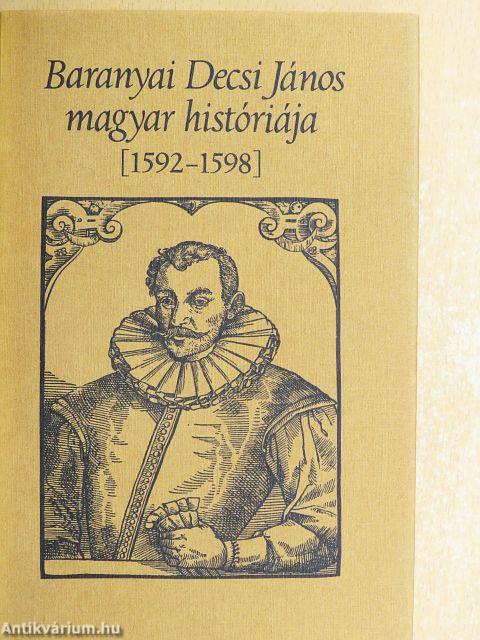 Baranyai Decsi János
magyar históriája
[1592–1598]
Antikvárium.hu